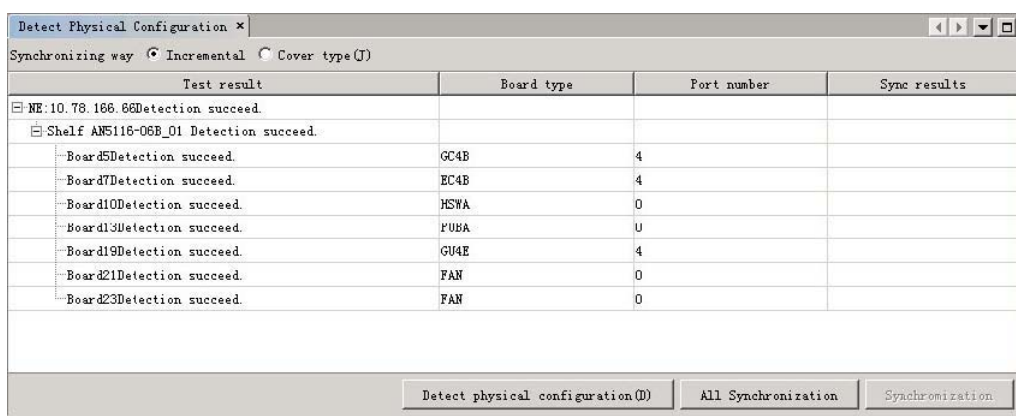 Detect Physical Configuration ×
Synchronizing way Incremental Cover type(J)
Test result Board type Port number Sync results
NE:10.78.166.66Detection succeed.
Shelf AN5116-06B_01 Detection succeed.
Board5Detection succeed. GC4B 4
Board7Detection succeed. EC4B 4
Board10Detection succeed. HSWA 0
Board13Detection succeed. PUBA 0
Board19Detection succeed. GU4E 4
Board21Detection succeed. FAN 0
Board23Detection succeed. FAN 0
Detect physical configuration(D) All Synchronization Synchronization